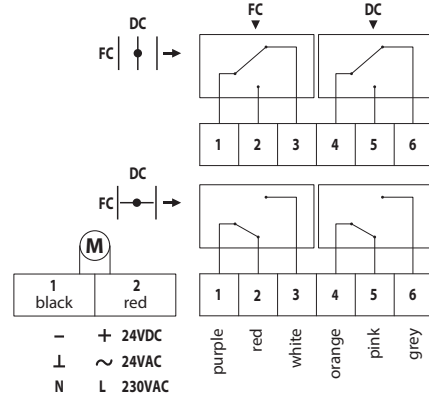 FC DC
DC
FC
1 2 3 4 5 6
DC
FC
M
1 2
black red
1 2 3 4 5 6
purple red white orange pink grey
– + 24VDC
⊥ ~ 24VAC
N L 230VAC